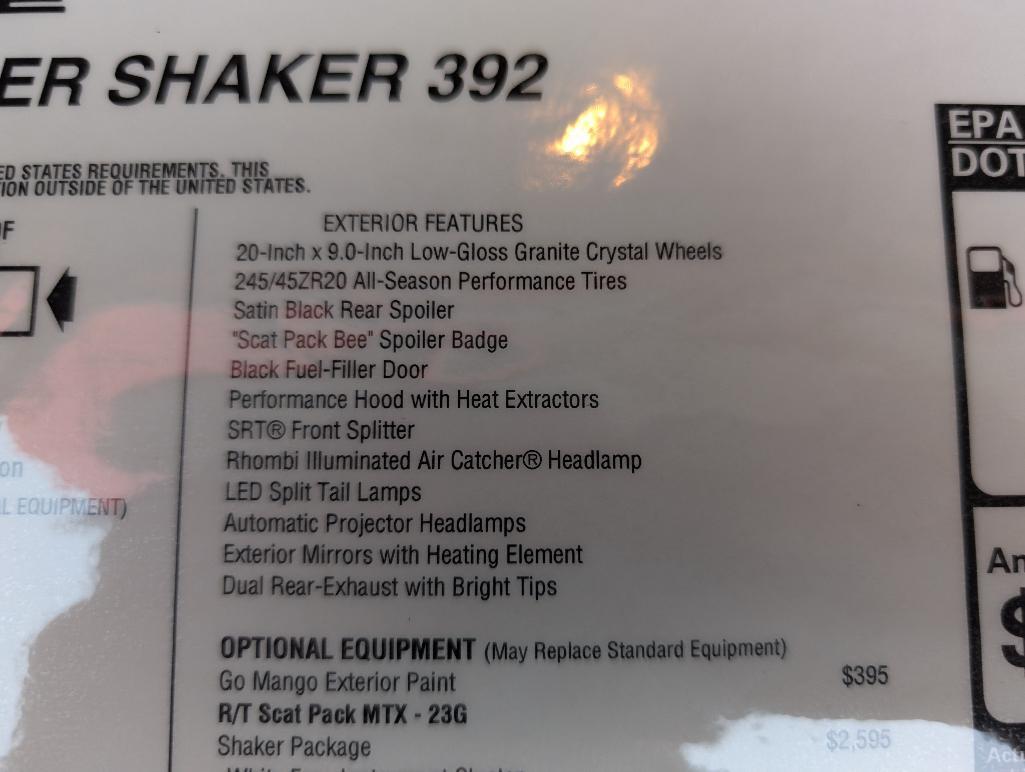 ER SHAKER 392
ED STATES REQUIREMENTS. THIS
ION OUTSIDE OF THE UNITED STATES.
EPA
DOT
OF
EXTERIOR FEATURES
20-Inch x 9.0-Inch Low-Gloss Granite Crystal Wheels
245/45ZR20 All-Season Performance Tires
Satin Black Rear Spoiler
"Scat Pack Bee" Spoiler Badge
Black Fuel-Filler Door
Performance Hood with Heat Extractors
SRT® Front Splitter
Rhombi Illuminated Air Catcher® Headlamp
LED Split Tail Lamps
Automatic Projector Headlamps
Exterior Mirrors with Heating Element
Dual Rear-Exhaust with Bright Tips
on
L EQUIPMENT)
OPTIONAL EQUIPMENT (May Replace Standard Equipment)
Go Mango Exterior Paint $395
R/T Scat Pack MTX - 23G
Shaker Package $2,595
An
$